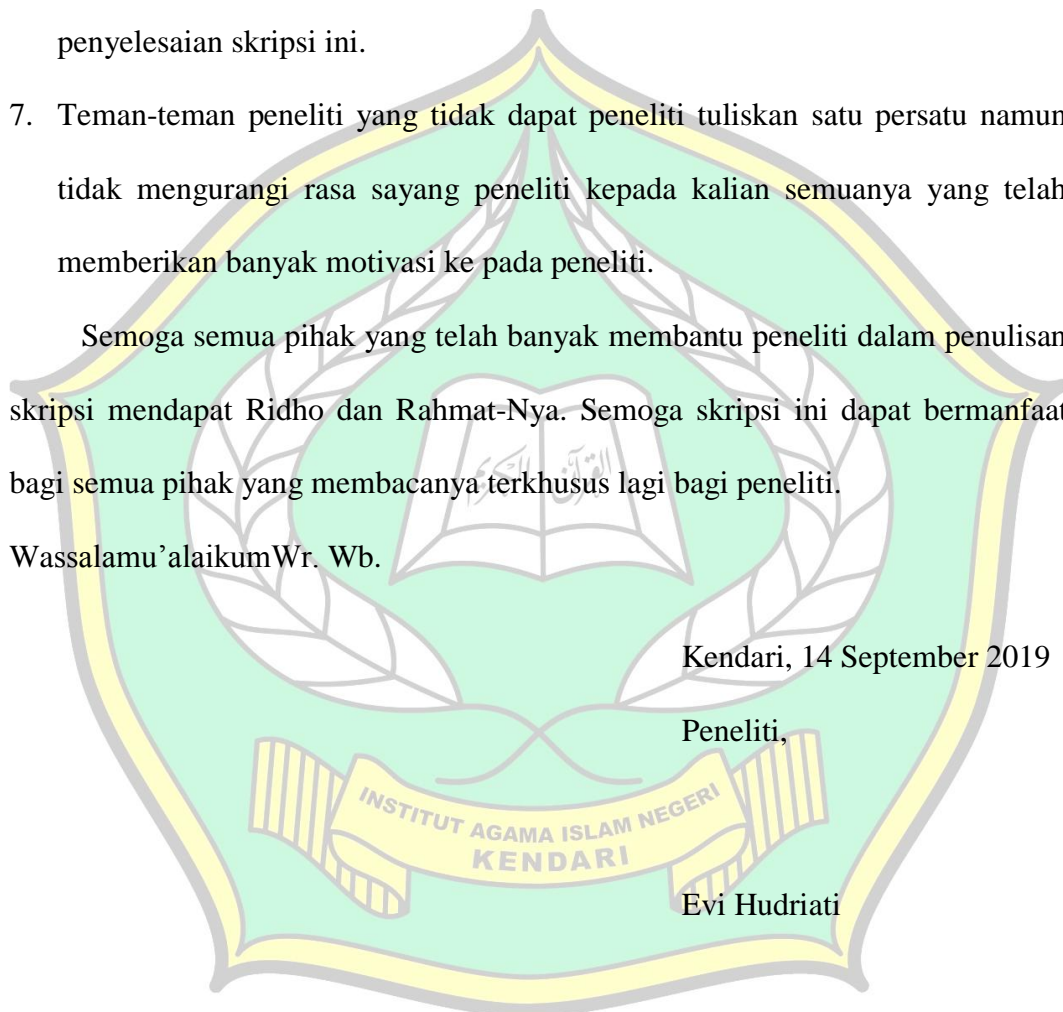 penyelesaian skripsi ini.
7. Teman-teman peneliti yang tidak dapat peneliti tuliskan satu persatu namun
tidak mengurangi rasa sayang peneliti kepada kalian semuanya yang telah
memberikan banyak motivasi ke pada peneliti.
Semoga semua pihak yang telah banyak membantu peneliti dalam penulisan
skripsi mendapat Ridho dan Rahmat-Nya. Semoga skripsi ini dapat bermanfaat
bagi semua pihak yang membacanya terkhusus lagi bagi peneliti.
القرآن الكريم
Wassalamu’alaikumWr. Wb.
Kendari, 14 September 2019
Peneliti,
INSTITUT AGAMA ISLAM NEGERI
KENDARI
Evi Hudriati